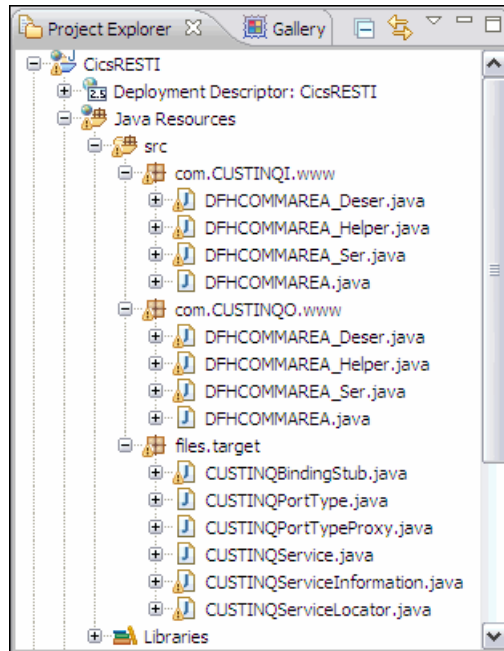 Project Explorer Gallery
CicsRESTI
2.5 Deployment Descriptor: CicsRESTI
Java Resources
src
com.CUSTINQI.www
DFHCOMMAREA_Deser.java
DFHCOMMAREA_Helper.java
DFHCOMMAREA_Ser.java
DFHCOMMAREA.java
com.CUSTINQO.www
DFHCOMMAREA_Deser.java
DFHCOMMAREA_Helper.java
DFHCOMMAREA_Ser.java
DFHCOMMAREA.java
files.target
CUSTINQBindingStub.java
CUSTINQPortType.java
CUSTINQPortTypeProxy.java
CUSTINQService.java
CUSTINQServiceInformation.java
CUSTINQServiceLocator.java
Libraries